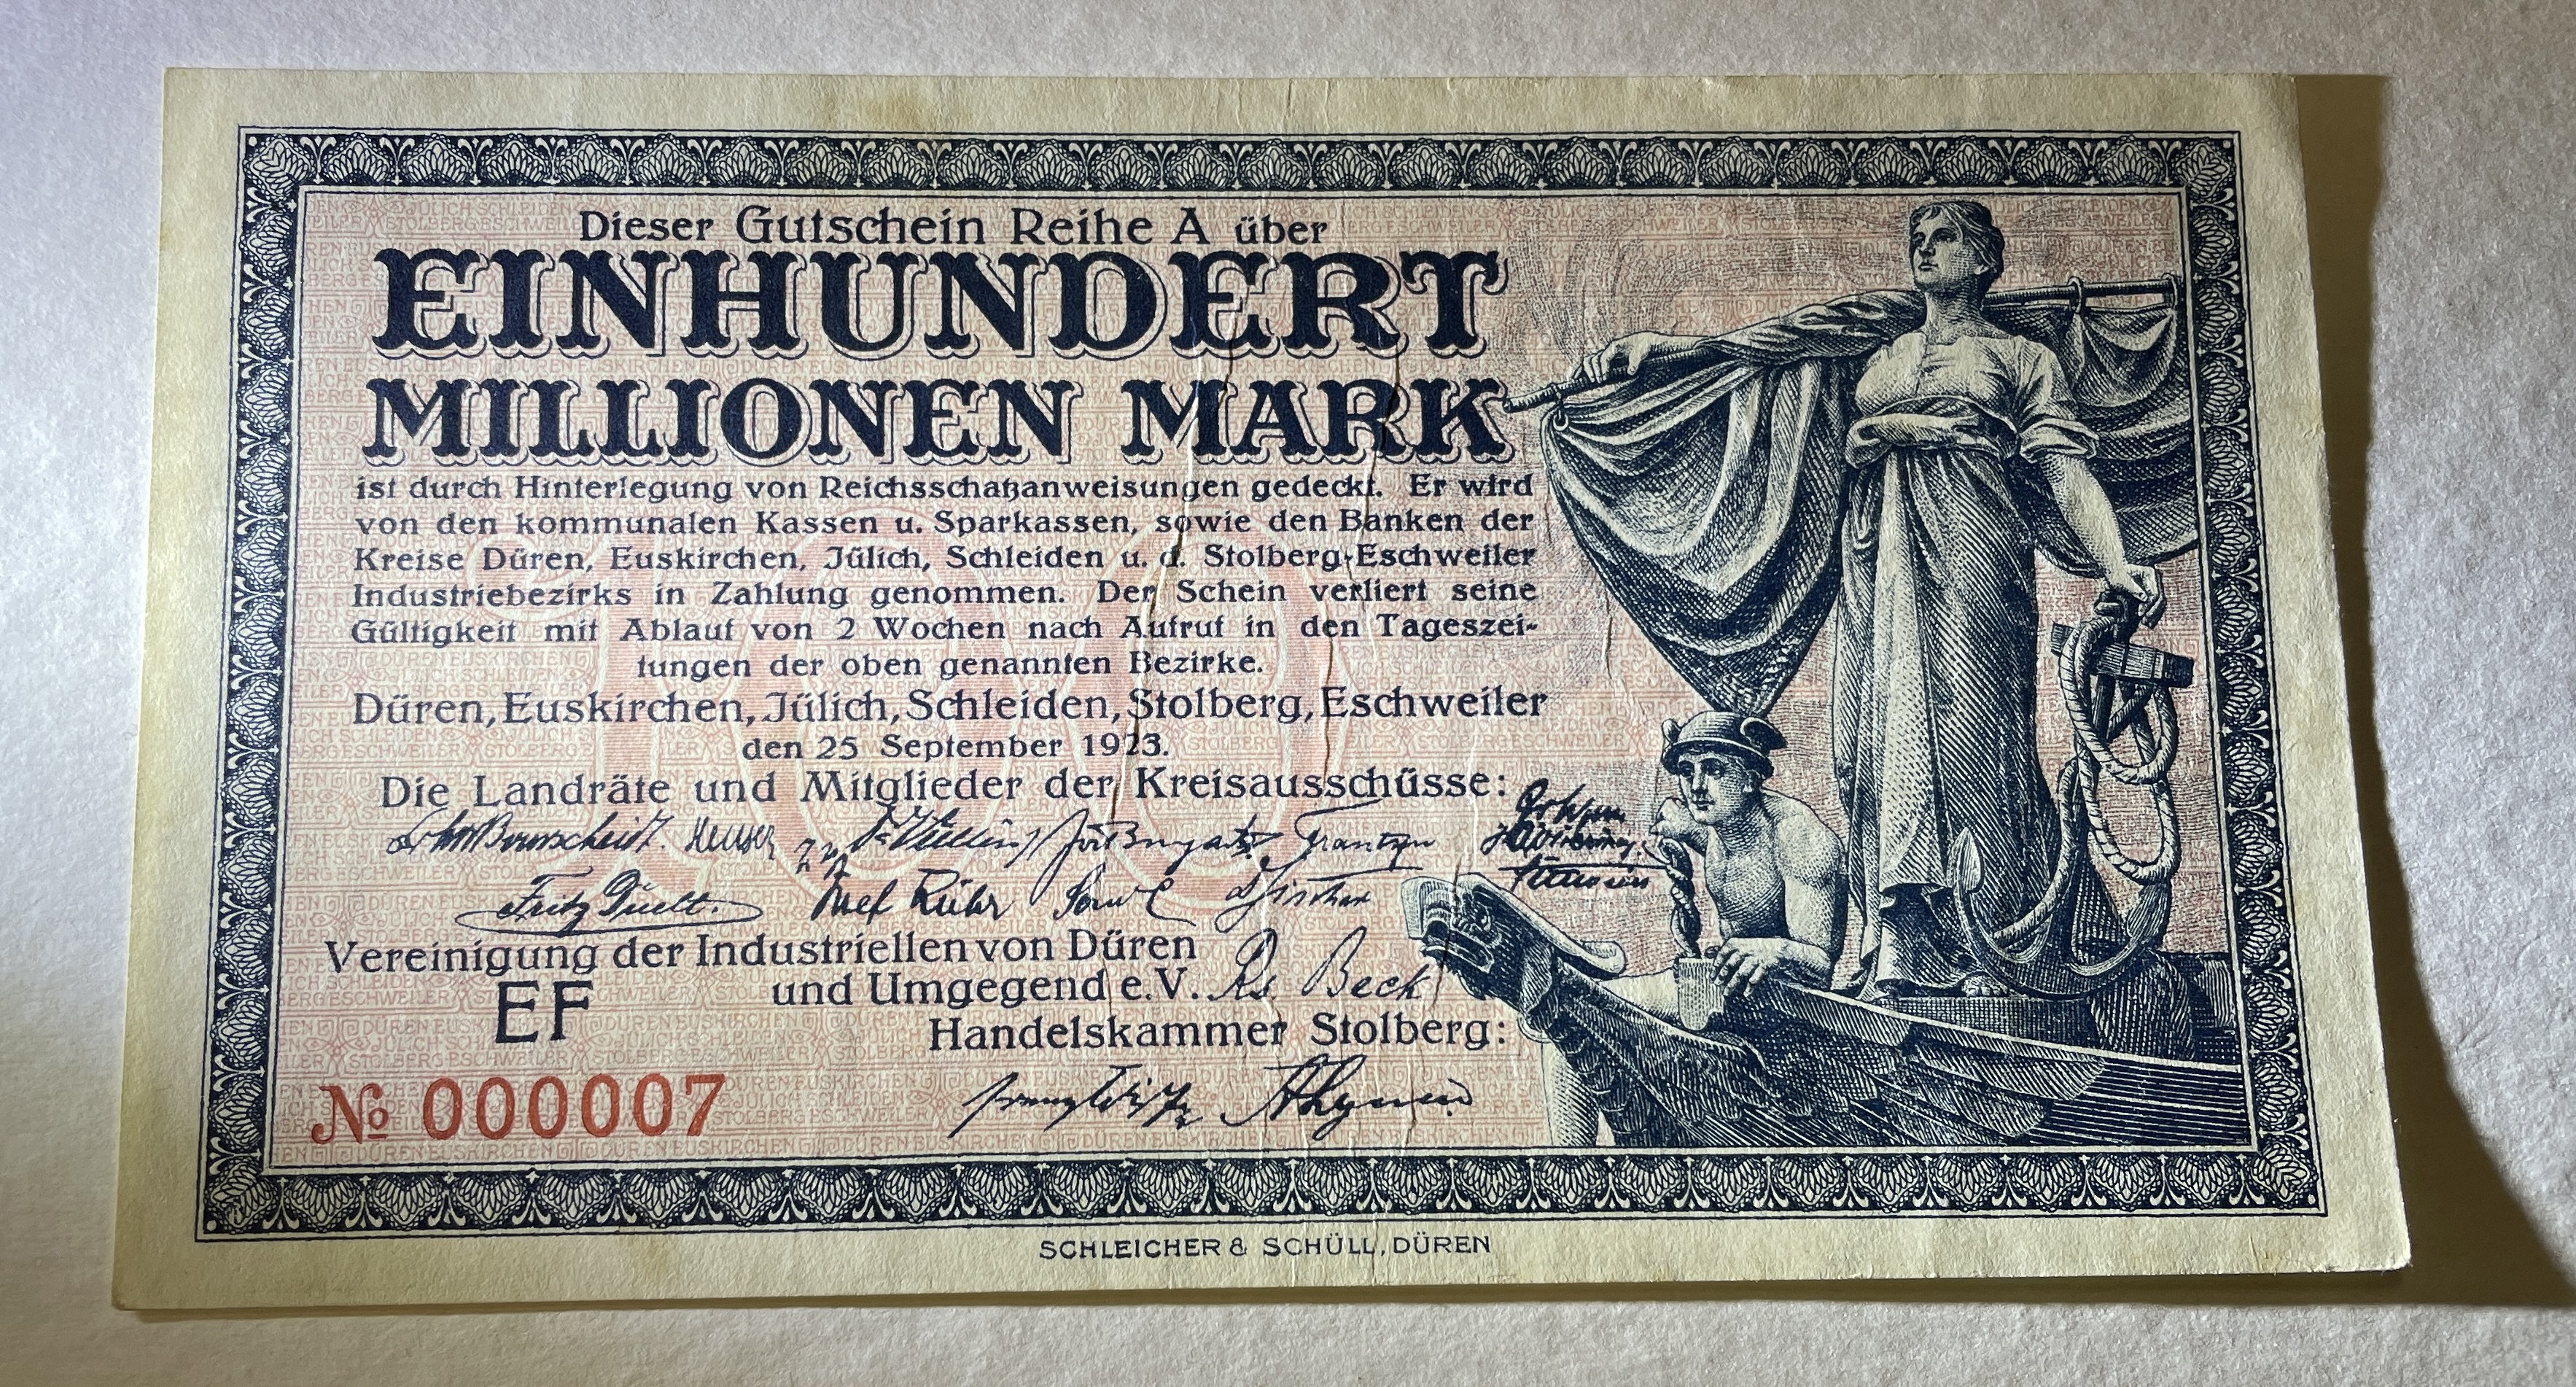 Dieser Gutschein Reihe A über
EINHUNDERT
MILLIONEN MARK
ist durch Hinterlegung von Reichsschatzanweisungen gedeckt. Er wird
von den kommunalen Kassen u. Sparkassen, sowie den Banken der
Kreise Düren, Euskirchen, Jülich, Schleiden u. d. Stolberg-Eschweiler
Industriebezirks in Zahlung genommen. Der Schein verliert seine
Gültigkeit mit Ablauf von 2 Wochen nach Aufruf in den Tageszei-
tungen der oben genannten Bezirke.
Düren, Euskirchen, Jülich, Schleiden, Stolberg, Eschweiler
den 25 September 1923.
Die Landräte und Mitglieder der Kreisausschüsse:
Heuser
Fritz
Vereinigung der Industriellen von Düren
und Umgegend e.V. Beck
EF
Handelskammer Stolberg:
No 000007
SCHLEICHER & SCHÜLL, DÜREN